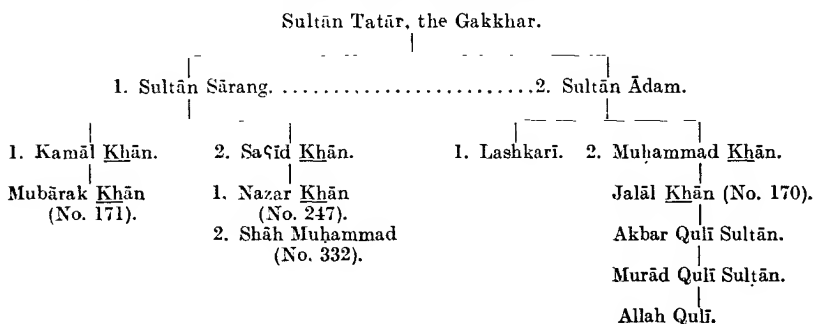 Sultān Tatār, the Gakkhar.
1. Sultān Sārang. ..........................2. Sultān Ādam.
1. Kamāl Khān. 2. Saʕīd Khān. 1. Lashkarī. 2. Muḥammad Khān.
Mubārak Khān 1. Nazar Khān Jalāl Khān (No. 170).
(No. 171). (No. 247).
2. Shāh Muḥammad Akbar Qulī Sultān.
(No. 332).
Murād Qulī Sulṭān.
Allah Qulī.